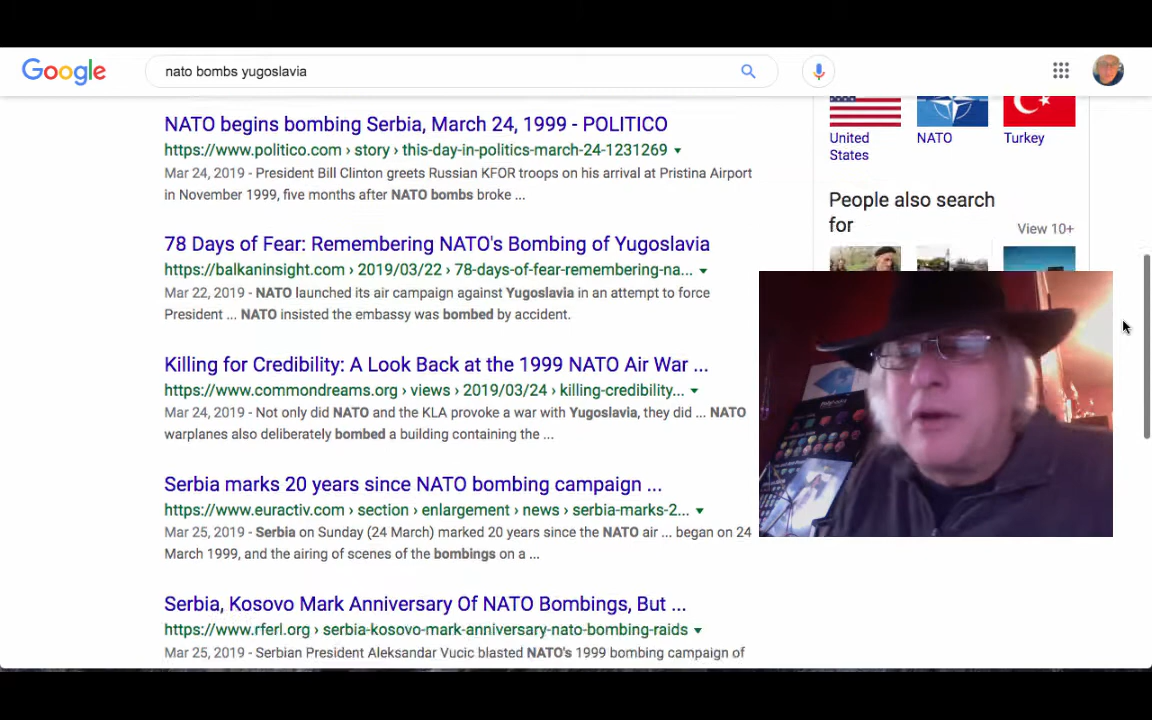 Google
nato bombs yugoslavia
NATO begins bombing Serbia, March 24, 1999 - POLITICO
https://www.politico.com › story › this-day-in-politics-march-24-1231269
Mar 24, 2019 - President Bill Clinton greets Russian KFOR troops on his arrival at Pristina Airport
in November 1999, five months after NATO bombs broke ...
78 Days of Fear: Remembering NATO's Bombing of Yugoslavia
https://www.balkaninsight.com › 2019/03/22 › 78-days-of-fear-remembering-na...
Mar 22, 2019 - NATO launched its air campaign against Yugoslavia in an attempt to force
President ... NATO insisted the embassy was bombed by accident.
Killing for Credibility: A Look Back at the 1999 NATO Air War ...
https://www.commondreams.org › views › 2019/03/24 › killing-credibility...
Mar 24, 2019 - Not only did NATO and the KLA provoke a war with Yugoslavia, they did ... NATO
warplanes also deliberately bombed a building containing the ...
Serbia marks 20 years since NATO bombing campaign ...
https://www.euractiv.com › section › enlargement › news › serbia-marks-2...
Mar 25, 2019 - Serbia on Sunday (24 March) marked 20 years since the NATO air ... began on 24
March 1999, and the airing of scenes of the bombings on a ...
Serbia, Kosovo Mark Anniversary Of NATO Bombings, But ...
https://www.rferl.org › serbia-kosovo-mark-anniversary-nato-bombing-raids
Mar 25, 2019 - Serbian President Aleksandar Vucic blasted NATO's 1999 bombing campaign of
United
States
NATO
Turkey
People also search
for
View 10+